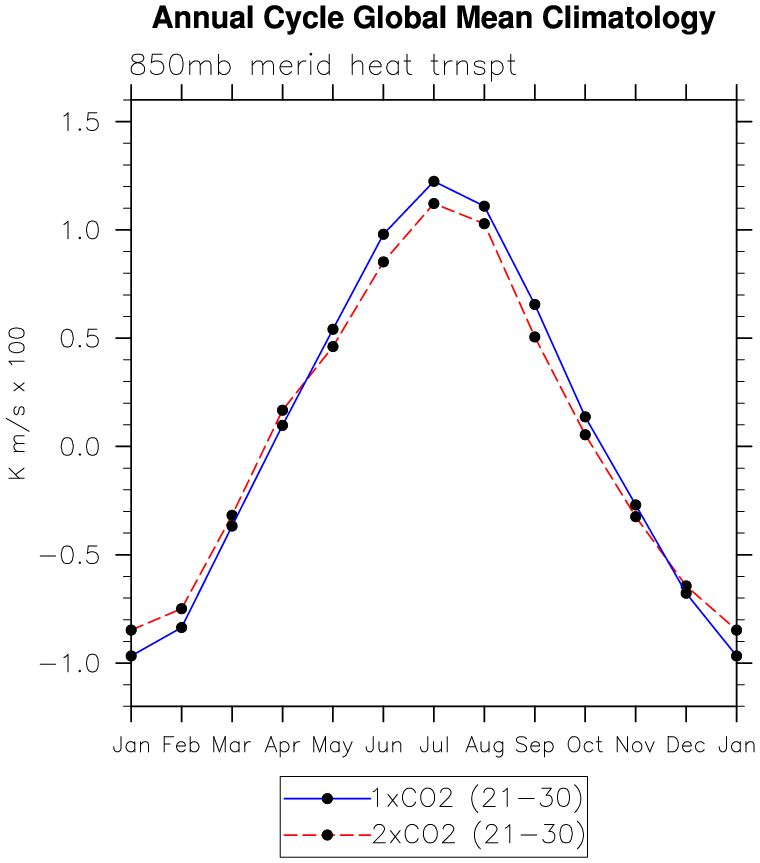 Annual Cycle Global Mean Climatology
850mb merid heat trnspt
1.5
1.0
0.5
0.0
−0.5
−1.0
K m/s x 100
Jan Feb Mar Apr May Jun Jul Aug Sep Oct Nov Dec Jan
1xCO2 (21−30)
2xCO2 (21−30)